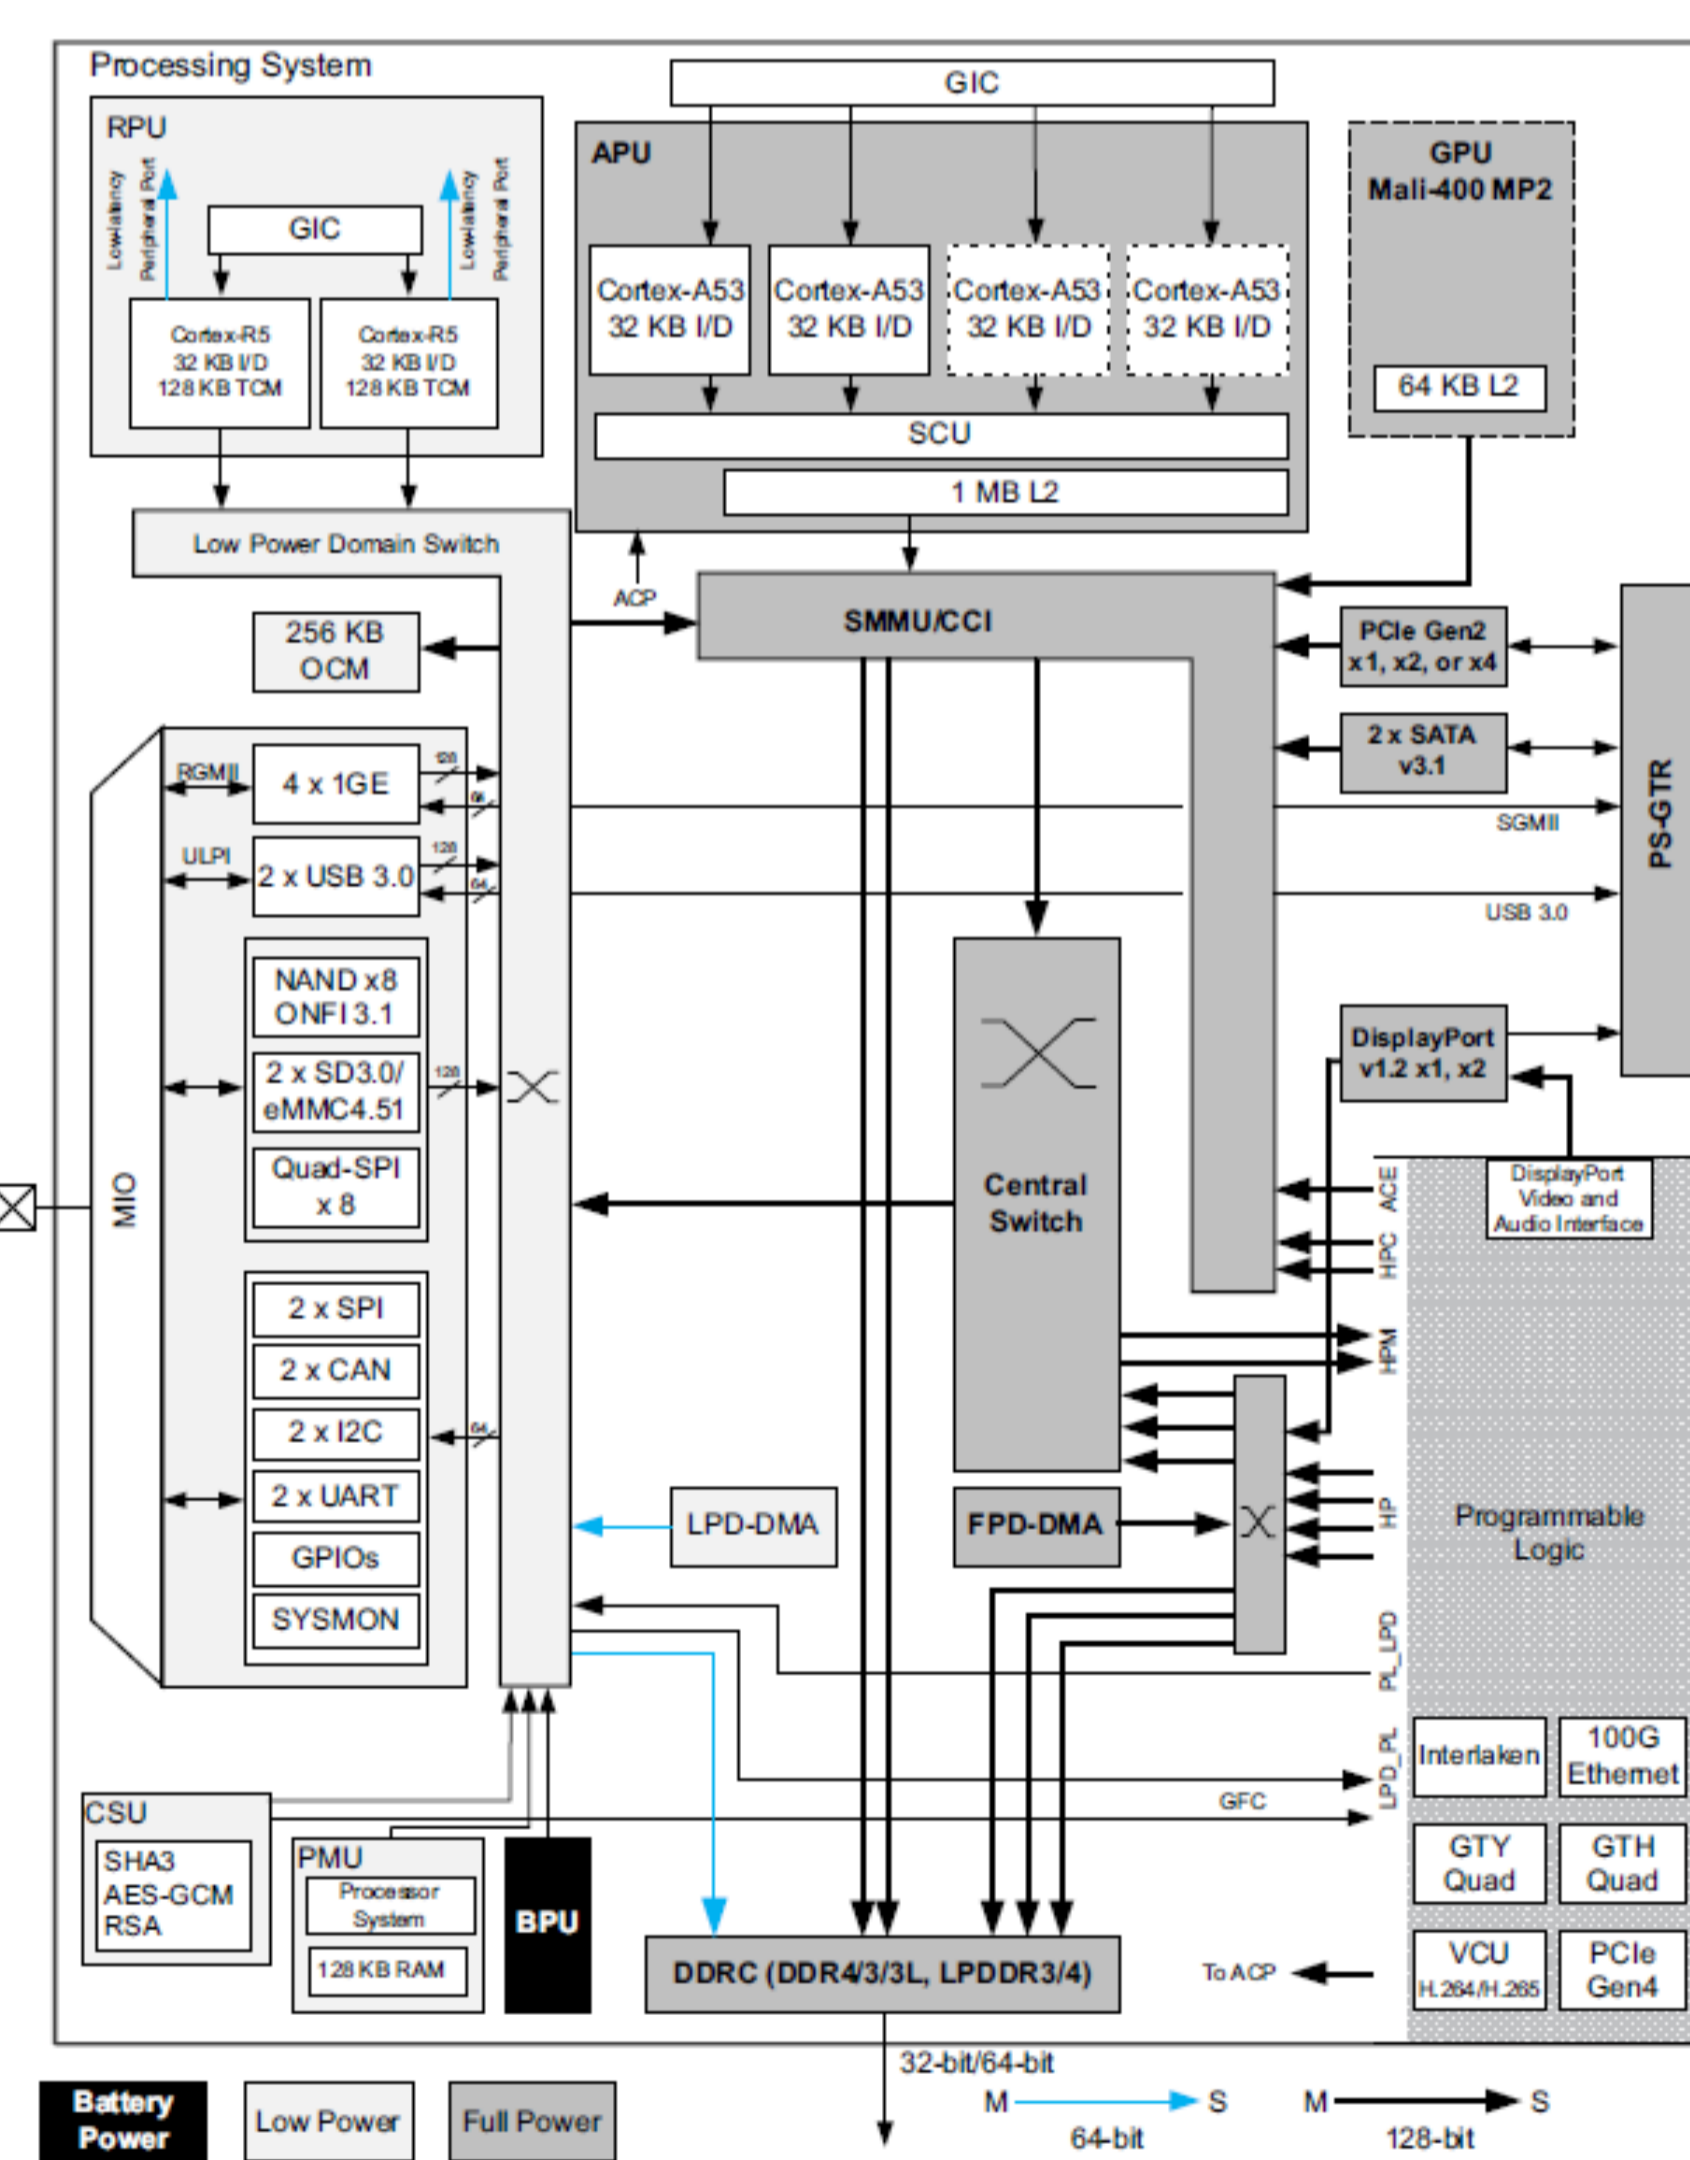 Processing System
GIC
RPU
Low-latency
Peripheral Port
GIC
Low-latency
Peripheral Port
Cortex-R5
32 KB I/D
128 KB TCM
Cortex-R5
32 KB I/D
128 KB TCM
APU
Cortex-A53
32 KB I/D
Cortex-A53
32 KB I/D
Cortex-A53
32 KB I/D
Cortex-A53
32 KB I/D
SCU
1 MB L2
GPU
Mali-400 MP2
64 KB L2
Low Power Domain Switch
ACP
SMMU/CCI
256 KB
OCM
PCIe Gen2
x1, x2, or x4
2 x SATA
v3.1
PS-GTR
SGMII
USB 3.0
RGMII
4 x 1GE
128
ULPI
2 x USB 3.0
128
64
NAND x8
ONFI 3.1
2 x SD3.0/
eMMC4.51
128
Quad-SPI
x 8
MIO
2 x SPI
2 x CAN
2 x I2C
64
2 x UART
GPIOs
SYSMON
Central
Switch
DisplayPort
v1.2 x1, x2
DisplayPort
Video and
Audio Interface
ACE
HPC
HPM
HP
PL_LPD
LPD_PL
LPD-DMA
FPD-DMA
Programmable
Logic
Interlaken
100G
Ethernet
GTY
Quad
GTH
Quad
VCU
H.264/H.265
PCIe
Gen4
GFC
To ACP
CSU
SHA3
AES-GCM
RSA
PMU
Processor
System
128 KB RAM
BPU
DDRC (DDR4/3/3L, LPDDR3/4)
32-bit/64-bit
Battery
Power
Low Power
Full Power
M
S
64-bit
M
S
128-bit